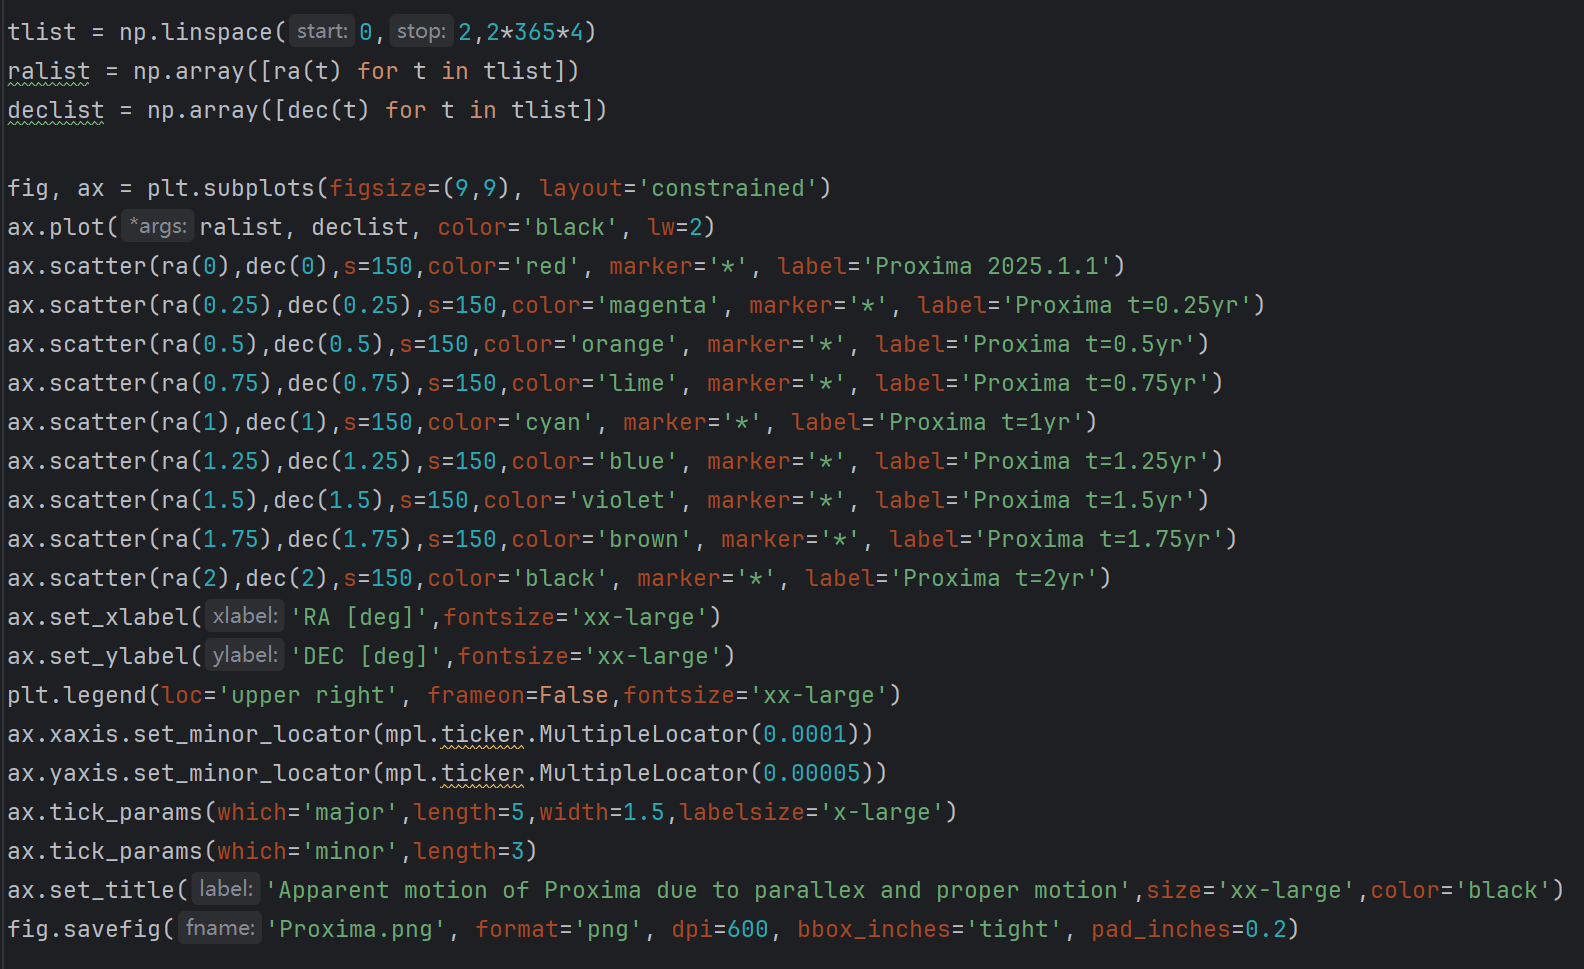 tlist = np.linspace( start: 0, stop: 2,2*365*4)
ralist = np.array([ra(t) for t in tlist])
declist = np.array([dec(t) for t in tlist])
fig, ax = plt.subplots(figsize=(9,9), layout='constrained')
ax.plot( *args: ralist, declist, color='black', lw=2)
ax.scatter(ra(0),dec(0),s=150,color='red', marker='*', label='Proxima 2025.1.1')
ax.scatter(ra(0.25),dec(0.25),s=150,color='magenta', marker='*', label='Proxima t=0.25yr')
ax.scatter(ra(0.5),dec(0.5),s=150,color='orange', marker='*', label='Proxima t=0.5yr')
ax.scatter(ra(0.75),dec(0.75),s=150,color='lime', marker='*', label='Proxima t=0.75yr')
ax.scatter(ra(1),dec(1),s=150,color='cyan', marker='*', label='Proxima t=1yr')
ax.scatter(ra(1.25),dec(1.25),s=150,color='blue', marker='*', label='Proxima t=1.25yr')
ax.scatter(ra(1.5),dec(1.5),s=150,color='violet', marker='*', label='Proxima t=1.5yr')
ax.scatter(ra(1.75),dec(1.75),s=150,color='brown', marker='*', label='Proxima t=1.75yr')
ax.scatter(ra(2),dec(2),s=150,color='black', marker='*', label='Proxima t=2yr')
ax.set_xlabel( xlabel: 'RA [deg]',fontsize='xx-large')
ax.set_ylabel( ylabel: 'DEC [deg]',fontsize='xx-large')
plt.legend(loc='upper right', frameon=False,fontsize='xx-large')
ax.xaxis.set_minor_locator(mpl.ticker.MultipleLocator(0.0001))
ax.yaxis.set_minor_locator(mpl.ticker.MultipleLocator(0.00005))
ax.tick_params(which='major',length=5,width=1.5,labelsize='x-large')
ax.tick_params(which='minor',length=3)
ax.set_title( label: 'Apparent motion of Proxima due to parallex and proper motion',size='xx-large',color='black')
fig.savefig( fname: 'Proxima.png', format='png', dpi=600, bbox_inches='tight', pad_inches=0.2)